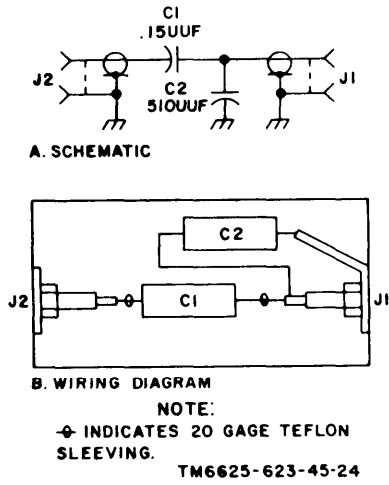 C1
.15UUF
J2
C2
510UUF
J1
A. SCHEMATIC
C2
J2
C1
J1
B. WIRING DIAGRAM
NOTE:
INDICATES 20 GAGE TEFLON
SLEEVING.
TM6625-623-45-24